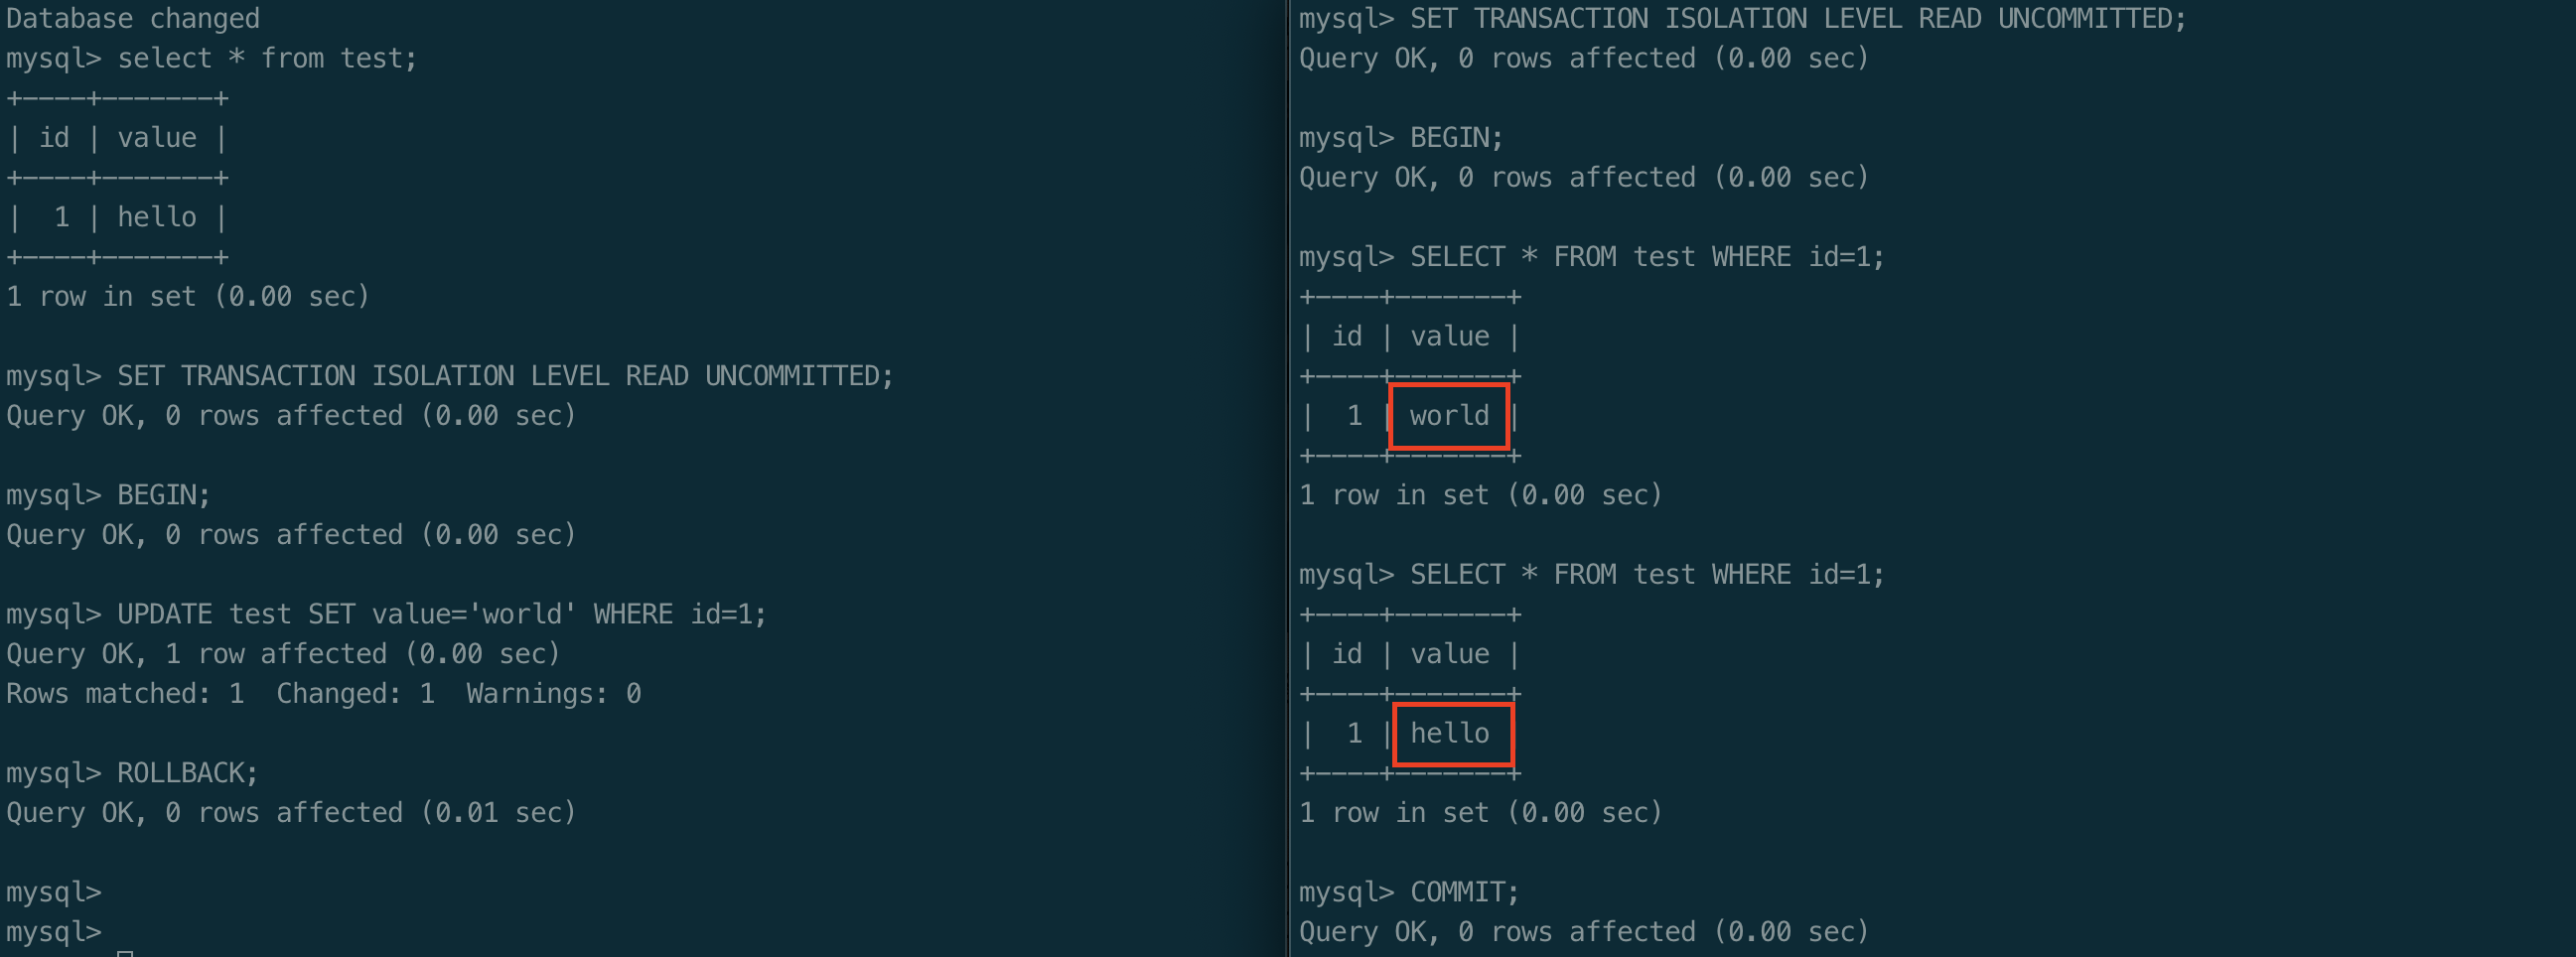 Database changed
mysql> select * from test;
+----+-------+
| id | value |
+----+-------+
|  1 | hello |
+----+-------+
1 row in set (0.00 sec)
mysql> SET TRANSACTION ISOLATION LEVEL READ UNCOMMITTED;
Query OK, 0 rows affected (0.00 sec)
mysql> BEGIN;
Query OK, 0 rows affected (0.00 sec)
mysql> UPDATE test SET value='world' WHERE id=1;
Query OK, 1 row affected (0.00 sec)
Rows matched: 1  Changed: 1  Warnings: 0
mysql> ROLLBACK;
Query OK, 0 rows affected (0.01 sec)
mysql>
mysql>
mysql> SET TRANSACTION ISOLATION LEVEL READ UNCOMMITTED;
Query OK, 0 rows affected (0.00 sec)
mysql> BEGIN;
Query OK, 0 rows affected (0.00 sec)
mysql> SELECT * FROM test WHERE id=1;
+----+-------+
| id | value |
+----+-------+
|  1 | world |
+----+-------+
1 row in set (0.00 sec)
mysql> SELECT * FROM test WHERE id=1;
+----+-------+
| id | value |
+----+-------+
|  1 | hello |
+----+-------+
1 row in set (0.00 sec)
mysql> COMMIT;
Query OK, 0 rows affected (0.00 sec)